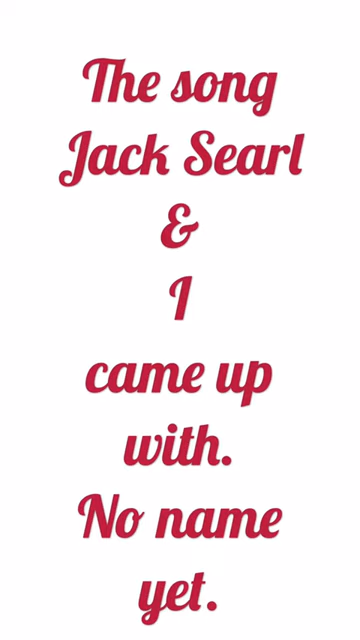 The song
Jack Searl
&
I
came up
with.
No name
yet.